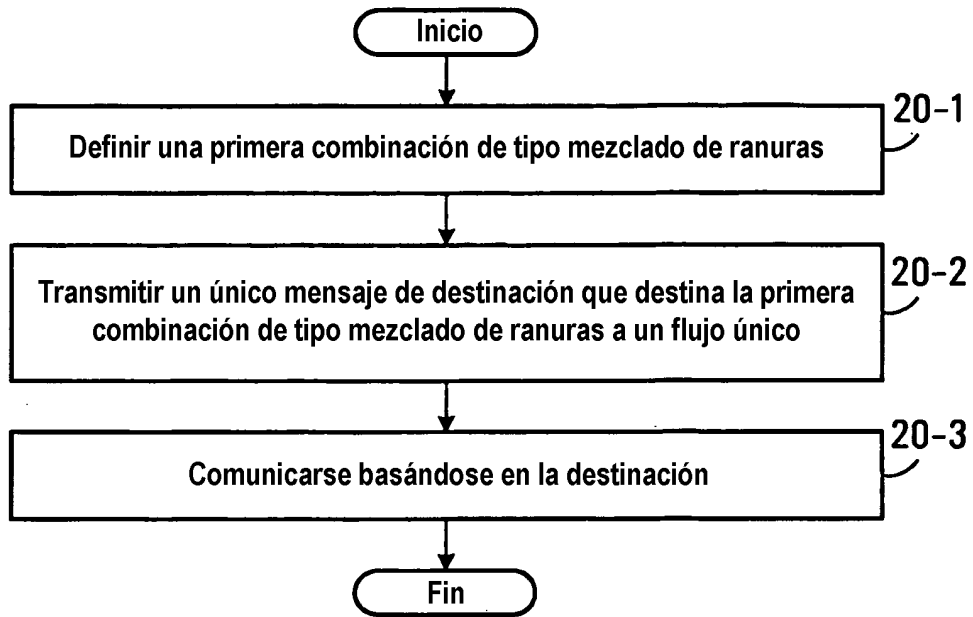 Inicio
20-1
Definir una primera combinación de tipo mezclado de ranuras
20-2
Transmitir un único mensaje de destinación que destina la primera
combinación de tipo mezclado de ranuras a un flujo único
20-3
Comunicarse basándose en la destinación
Fin